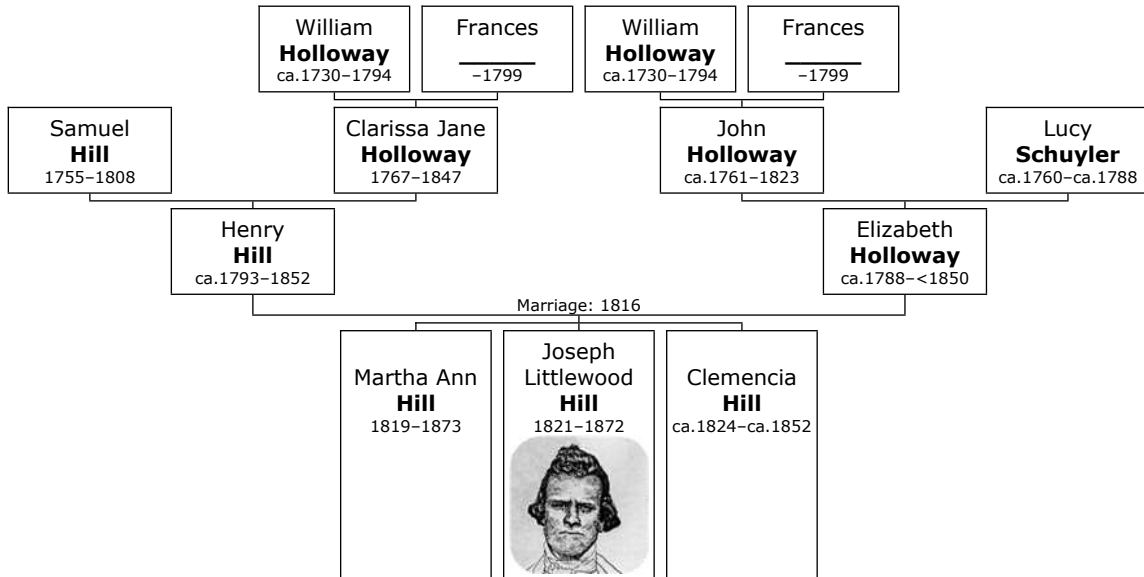 William
Holloway
ca.1730–1794
Frances
–1799
William
Holloway
ca.1730–1794
Frances
–1799
Samuel
Hill
1755–1808
Clarissa Jane
Holloway
1767–1847
John
Holloway
ca.1761–1823
Lucy
Schuyler
ca.1760–ca.1788
Henry
Hill
ca.1793–1852
Elizabeth
Holloway
ca.1788–<1850
Marriage: 1816
Martha Ann
Hill
1819–1873
Joseph
Littlewood
Hill
1821–1872
Clemencia
Hill
ca.1824–ca.1852